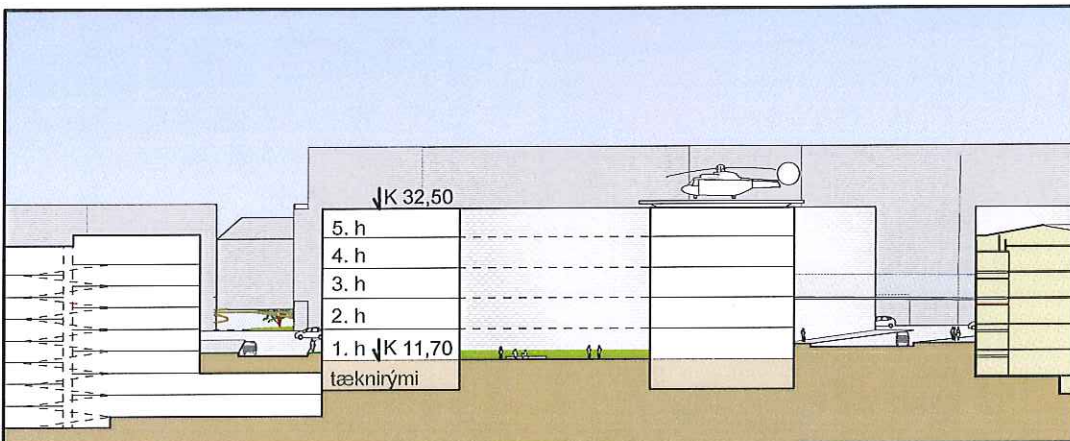 K 32,50
5. h
4. h
3. h
2. h
1. h K 11,70
tæknirými